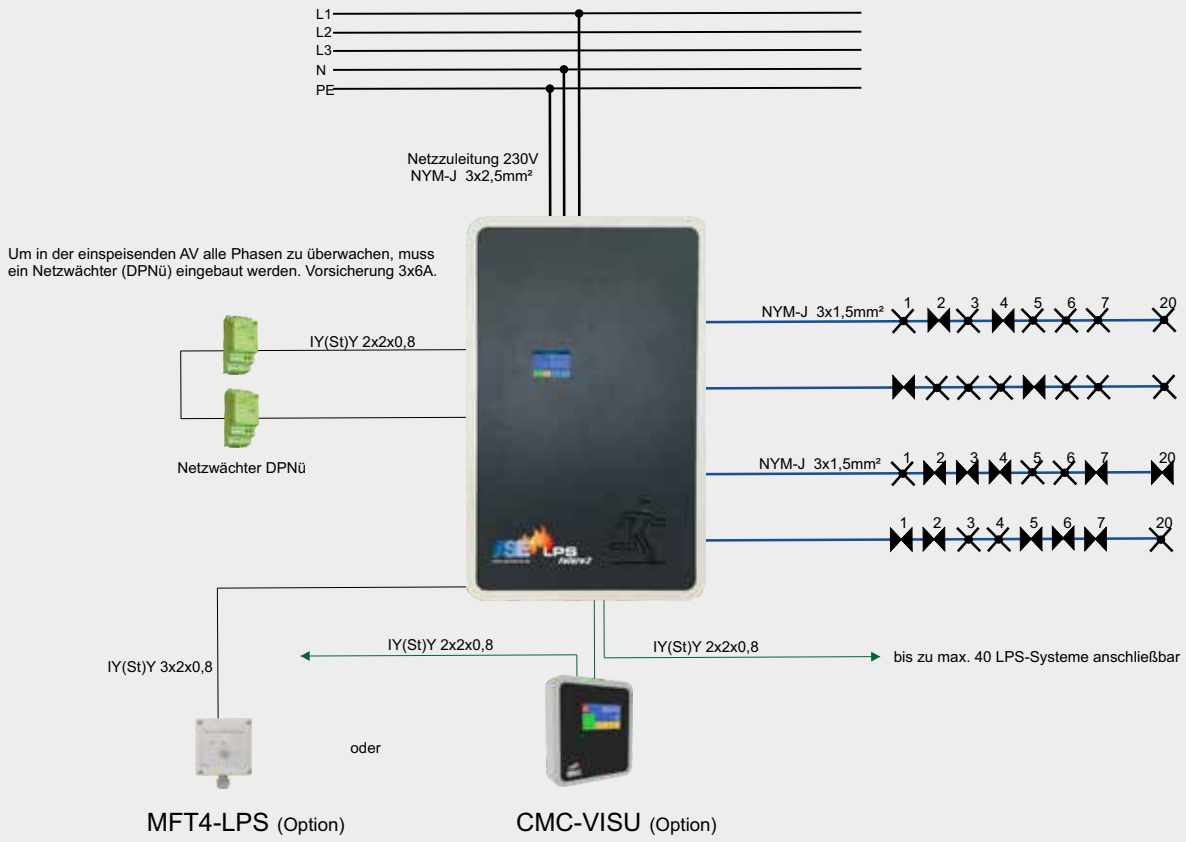 L1
L2
L3
N
PE
Netzzuleitung 230V
NYM-J 3x2,5mm²
Um in der einspeisenden AV alle Phasen zu überwachen, muss
ein Netzwächter (DPNü) eingebaut werden. Vorsicherung 3x6A.
IY(St)Y 2x2x0,8
Netzwächter DPNü
NYM-J 3x1,5mm² 1 2 3 4 5 6 7 20
NYM-J 3x1,5mm² 1 2 3 4 5 6 7 20
1 2 3 4 5 6 7 20
LPS
IY(St)Y 3x2x0,8
IY(St)Y 2x2x0,8
IY(St)Y 2x2x0,8
bis zu max. 40 LPS-Systeme anschließbar
oder
MFT4-LPS (Option)
CMC-VISU (Option)